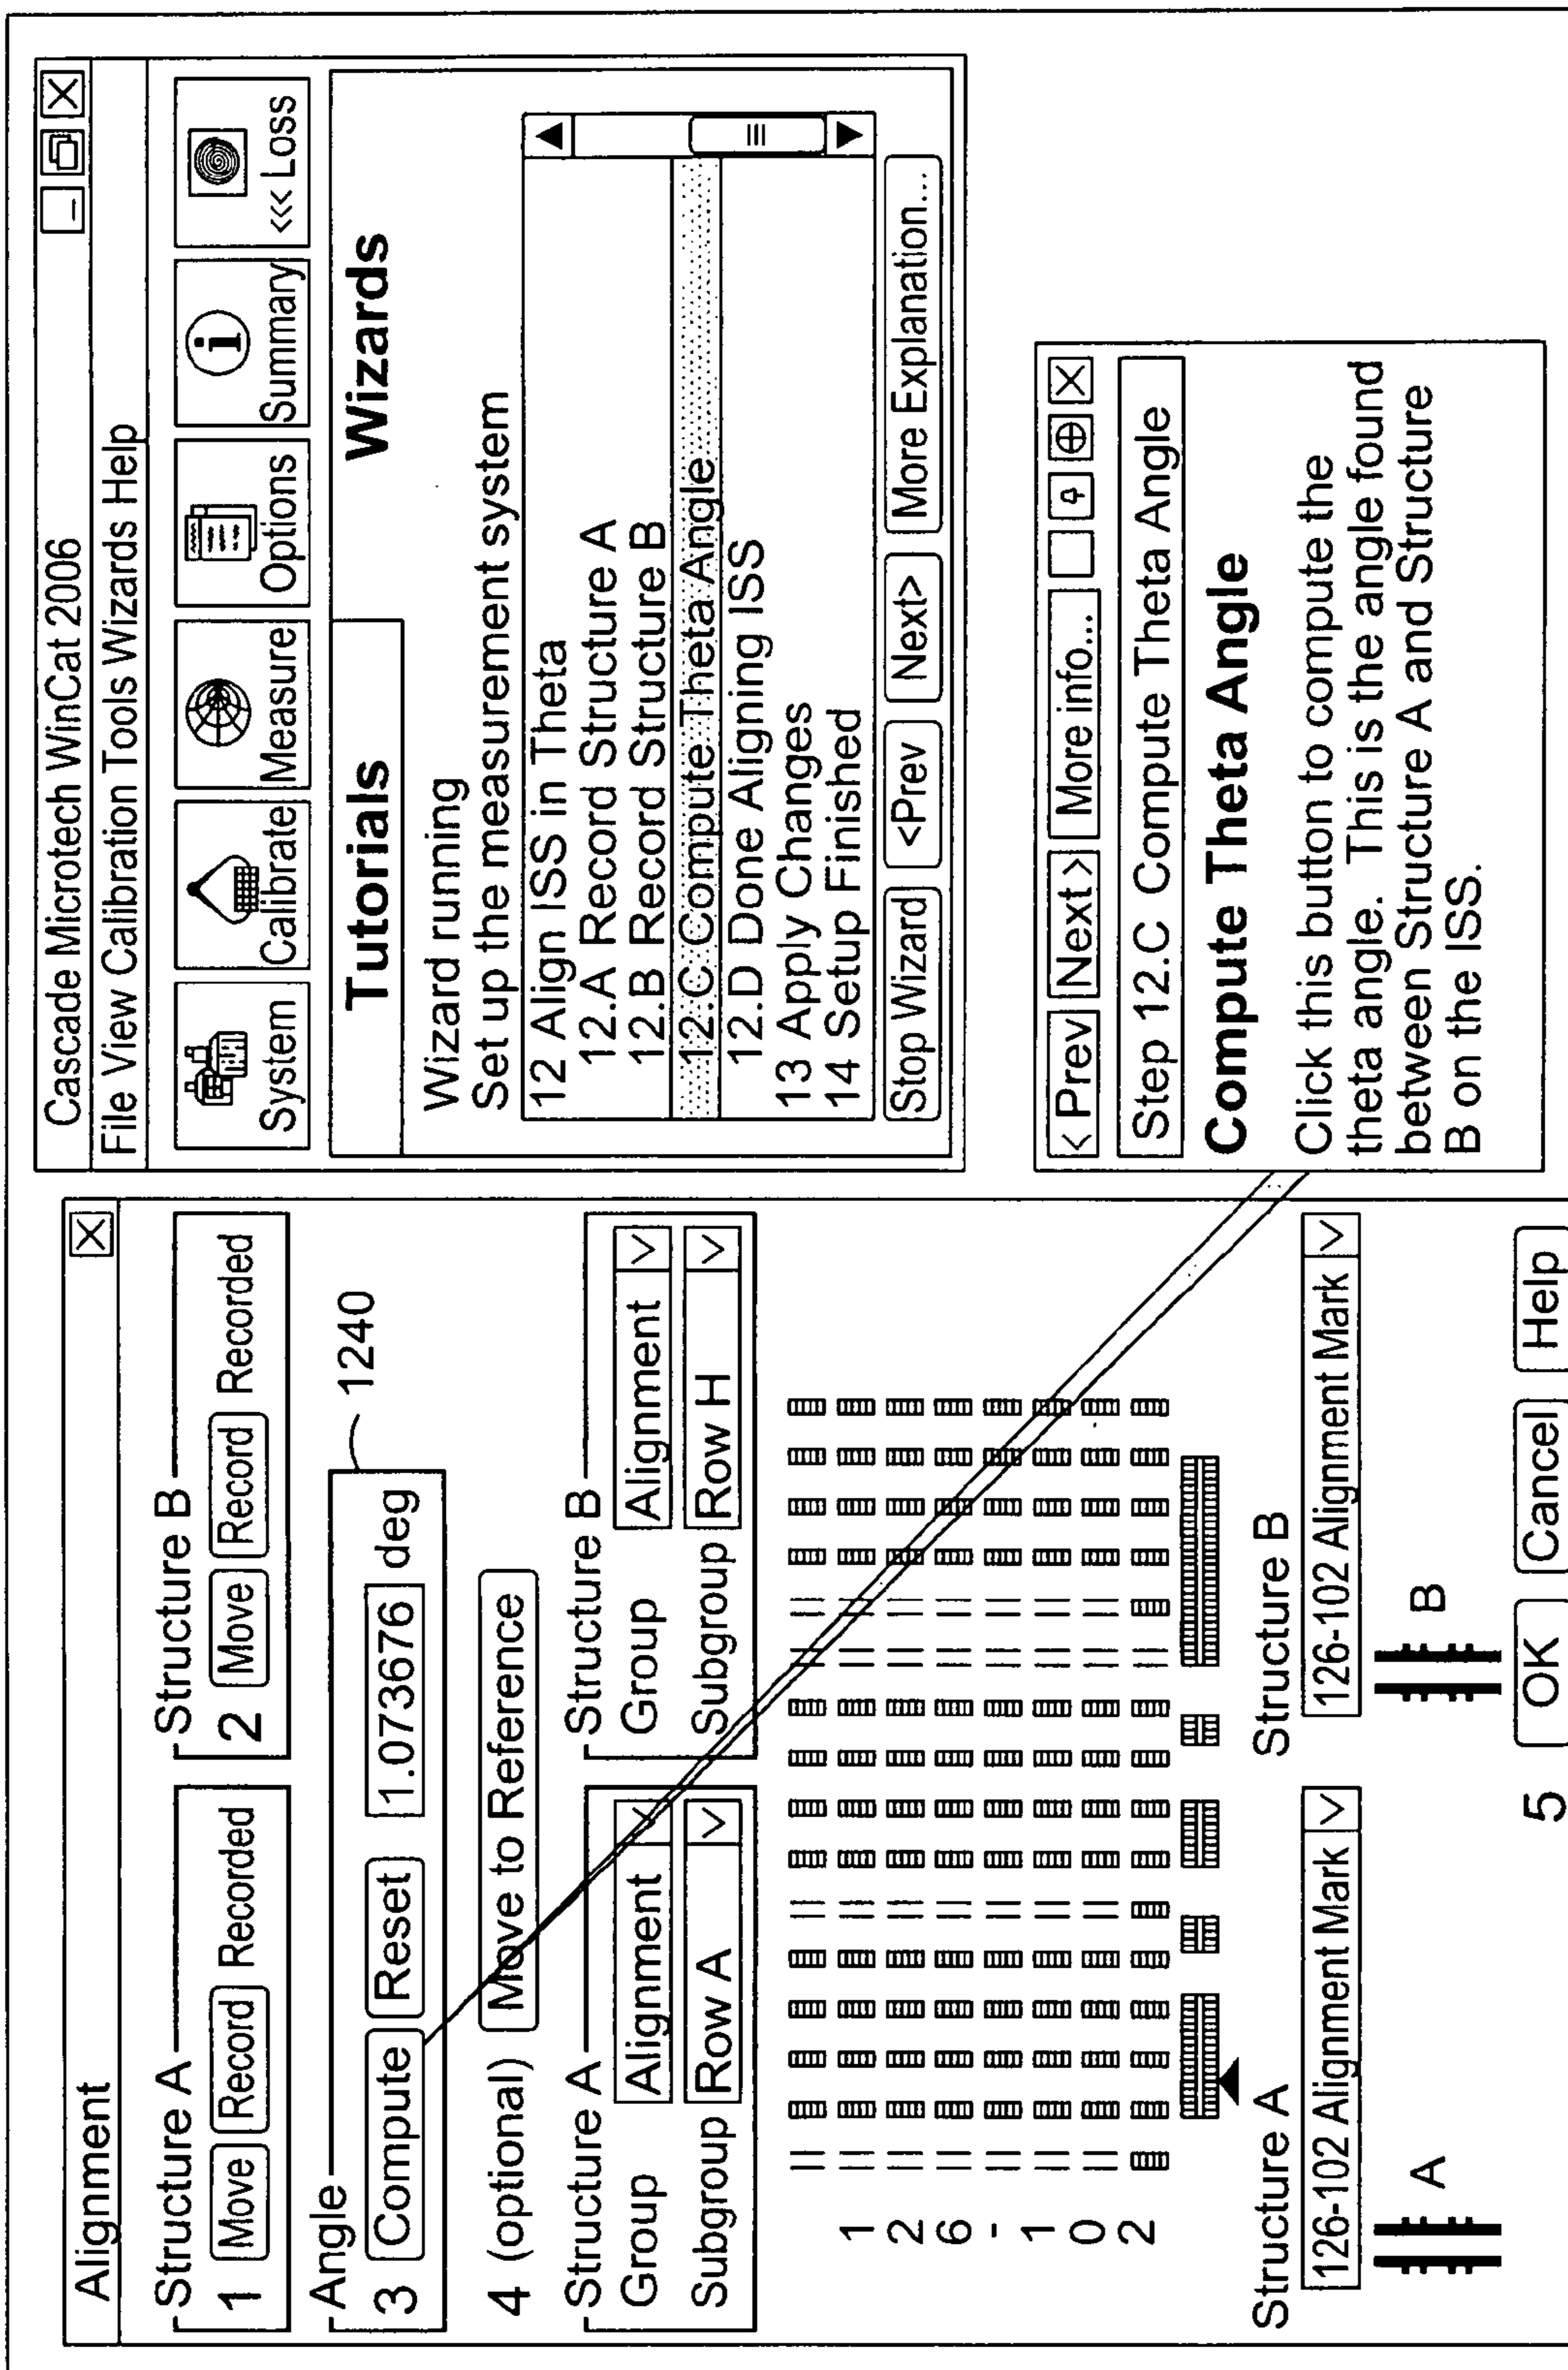 Alignment
Structure A
1 Move Record Recorded
Structure B
2 Move Record Recorded
Angle
3 Compute Reset 1.073676 deg
1240
4 (optional) Move to Reference
Structure A
Group Alignment
Subgroup Row A
Structure B
Group Alignment
Subgroup Row H
1
2
6
-
1
0
2
Structure A
126-102 Alignment Mark
A
Structure B
126-102 Alignment Mark
B
5 OK Cancel Help
Cascade Microtech WinCat 2006
File View Calibration Tools Wizards Help
System Calibrate Measure Options Summary <<< Loss
Tutorials Wizards
Wizard running
Set up the measurement system
12 Align ISS in Theta
12.A Record Structure A
12.B Record Structure B
12.C Compute Theta Angle
12.D Done Aligning ISS
13 Apply Changes
14 Setup Finished
Stop Wizard <Prev Next> More Explanation...
< Prev Next > More info...
Step 12.C Compute Theta Angle
Compute Theta Angle
Click this button to compute the
theta angle. This is the angle found
between Structure A and Structure
B on the ISS.